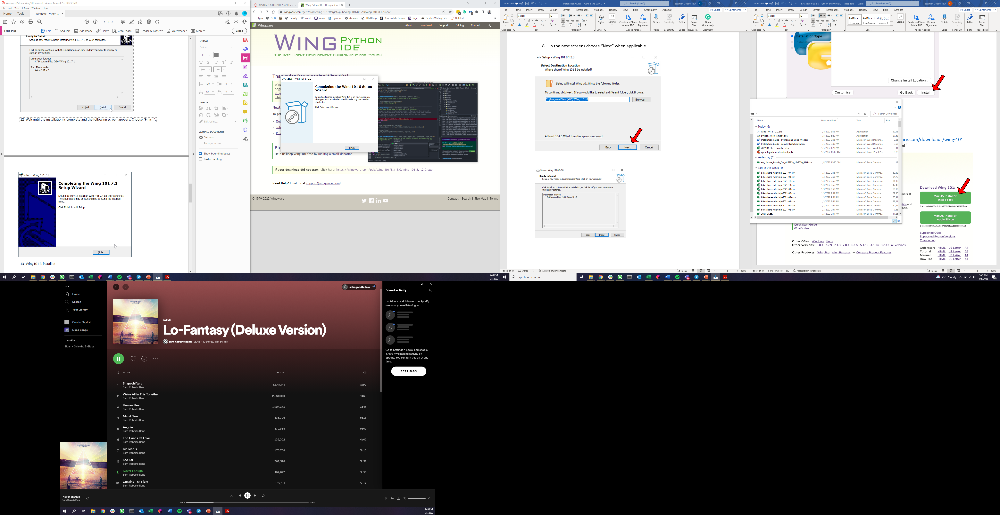 Windows_Python_Wing101_ver7.pdf - Adobe Acrobat Pro DC (32-bit)
File Edit View E-Sign Window Help
Home Tools Windows_Python_...
8 / 12
Edit PDF Edit Add Text Add Image Link Crop Pages Header & Footer Watermark More Close
Ready to Install
Setup is now ready to begin installing Wing 101 7.1 on your computer.
Click Install to continue with the installation, or click Back if you want to review or
change any settings.
Destination location:
C:\Program Files (x86)\Wing 101 7.1
Start Menu folder:
Wing 101 7.1
< Back Install Cancel
12 Wait until the installation is complete and the following screen appears. Choose “Finish”.
Setup - Wing 101 7.1
Completing the Wing 101 7.1
Setup Wizard
Setup has finished installing Wing 101 7.1 on your computer.
The application may be launched by selecting the installed
icons.
Click Finish to exit Setup.
Finish
13 Wing101 is installed!
FORMAT
Calibri
12
1.20 0
100 0
OBJECTS
Edit Using...
SCANNED DOCUMENTS
Settings
Recognize text
Show bounding boxes
Restrict editing
APS106H1 S LEC0101 20221:Fun
Wing Python IDE - Designed for
wingware.com/get&prod=wing-101&target=pub/wing-101/8.1.2.0/wing-101-8.1.2.0.exe
Apps NGD density count carou dynamic dynamic TRVLR.org Bootswatch: Cosmo login Sinatra: Writing Ext... Untitled
Wingware About Download Support Pricing Contact
WING PYTHON IDE
THE INTELLIGENT DEVELOPMENT ENVIRONMENT FOR PYTHON
Thanks for Downloading Wing 101!
Setup - Wing 101 8.1.2.0
Completing the Wing 101 8 Setup
Wizard
Setup has finished installing Wing 101 8 on your computer.
The application may be launched by selecting the installed
shortcuts.
Click Finish to exit Setup.
Finish
Help us keep Wing 101 free by making a small donation!
If your download did not start, click here: https://wingware.com/pub/wing-101/8.1.2.0/wing-101-8.1.2.0.exe
Need Help? Email us at support@wingware.com!
© 1999-2022 Wingware
Contact Search Site Map Terms
AutoSave Off Installation Guide - Python and Win... Search (Alt+Q) Sebastian Goodfellow SG
File Home Insert Draw Design Layout References Mailings Review View Help Grammarly Acrobat Share Comments
Paste Calibri 12 Styles Editing Create and Share Adobe PDF Request Signatures Dictate Sensitivity Editor Reuse Files Open Grammarly
Clipboard Font Paragraph Styles Adobe Acrobat Voice Sensitivity Editor Reuse Files Grammarly
8. In the next screens choose “Next” when applicable.
Setup - Wing 101 8.1.2.0
Select Destination Location
Where should Wing 101 8 be installed?
Setup will install Wing 101 8 into the following folder.
To continue, click Next. If you would like to select a different folder, click Browse.
C:\Program Files (x86)\Wing 101 8
Browse...
At least 184.6 MB of free disk space is required.
Back Next Cancel
Setup - Wing 101 8.1.2.0
Ready to Install
Setup is now ready to begin installing Wing 101 8 on your computer.
Click Install to continue with the installation, or click Back if you want to review or
change any settings.
Destination location:
C:\Program Files (x86)\Wing 101 8
Back Install Cancel
Page 5 of 14 603 words Accessibility: Investigate Focus 150%
AutoSave Off Installation Guide - Python and Wing101 (Mac).docx - Word Search (Alt+Q) Sebastian Goodfellow SG
File Home Insert Draw Design Layout References Mailings Review View Help Acrobat Share Comments
Paste Calibri 12 AaBbCcD AaBbCcD AaBbCc Editing Create and Share Adobe PDF Request Signatures Dictate Sensitivity Editor Reuse Files
1 Normal 1 No Spac... Heading 1
Clipboard Font Paragraph Styles Adobe Acrobat Voice Sensitivity Editor Reuse Files
Installation Type
Change Install Location...
Customise Go Back Install
Search Downloads
Name Date modified Type Size
Today (6)
wing-101-8.1.2.0.exe 1/5/2022 5:33 PM Application 69,33
python-3.8.10-amd64.exe 1/5/2022 5:20 PM Application 27,63
Installation Guide - Python and Wing101.docx 1/5/2022 2:05 PM Microsoft Word Docum... 9,85
Installation Guide - Jupyter Notebook.docx 1/5/2022 2:05 PM Microsoft Word Docum... 2,65
2022 RA Sheet Template.xlsx 1/5/2022 1:23 PM Microsoft Excel Worksh... 41
api_integration_ids_added.pptx 1/5/2022 10:12 AM Microsoft PowerPoint P... 9,78
Yesterday (1)
en_climate_hourly_ON_6158359_12-2020_P1H.csv 1/4/2022 11:20 AM Microsoft Excel Comma... 13
Earlier this week (15)
bike-share-ridership-2021-07.csv 1/3/2022 9:55 PM Microsoft Excel Comma... 60,58
bike-share-ridership-2021-08.csv 1/3/2022 9:55 PM Microsoft Excel Comma... 64,72
bike-share-ridership-2021-11.csv 1/3/2022 9:55 PM Microsoft Excel Comma... 31,35
bike-share-ridership-2021-10.csv 1/3/2022 9:55 PM Microsoft Excel Comma... 47,49
bike-share-ridership-2021-09.csv 1/3/2022 9:55 PM Microsoft Excel Comma... 59,12
bike-share-ridership-2021-06.csv 1/3/2022 9:54 PM Microsoft Excel Comma... 59,30
bike-share-ridership-2021-05-.csv 1/3/2022 9:54 PM Microsoft Excel Comma... 55,91
bike-share-ridership-2021-04.csv 1/3/2022 9:54 PM Microsoft Excel Comma... 29,41
bike-share-ridership-2021-03.csv 1/3/2022 9:54 PM Microsoft Excel Comma... 20,52
bike-share-ridership-2021-02.csv 1/3/2022 9:54 PM Microsoft Excel Comma... 7,65
2021-01.csv 1/3/2022 9:54 PM Microsoft Excel Comma... 11,25
are.com/downloads/wing-101
bit”
Download Wing 101:
MacOS Installer
Intel 64-bit
MacOS Installer
Apple Silicon
Quick Start Guide
What's New
Supported OSes
Supported Python Versions
Change Log
Other OSes: Windows Linux
Other Versions: 8.0.4 7.2.9 7.1.3 7.0.4 6.1.5 5.1.12 4.1.14 3.2.13 all versions
Other Products: Wing Pro Wing Personal — Compare Product Features
Quickstart HTML US Letter A4
Tutorial HTML US Letter A4
Manual HTML US Letter A4
How-Tos HTML US Letter A4
Page 4 of 14 1 of 570 words Accessibility: Investigate Focus 160%
5:43 PM
1/5/2022
Type here to search
2°C Cloudy
5:43 PM
1/5/2022
Home
Search
Your Library
Create Playlist
Liked Songs
Hanukka
Sloan - Only the B-Sides
sebi.goodfellow
ALBUM
Lo-Fantasy (Deluxe Version)
Sam Roberts Band • 2013 • 19 songs, 1 hr 34 min
# TITLE PLAYS
1 Shapeshifters 1,666,711 4:27
Sam Roberts Band
2 We're All In This Together 2,208,515 4:59
Sam Roberts Band
3 Human Heat 1,224,373 3:43
Sam Roberts Band
4 Metal Skin 433,705 5:18
Sam Roberts Band
5 Angola 179,534 5:05
Sam Roberts Band
6 The Hands Of Love 125,002 4:02
Sam Roberts Band
7 Kid Icarus 175,798 3:15
Sam Roberts Band
8 Too Far 382,578 3:52
Sam Roberts Band
Never Enough 199,827 3:58
Sam Roberts Band
10 Chasing The Light 135,311 5:12
Sam Roberts Band
Friend activity
Let friends and followers on Spotify
see what you're listening to.
Go to Settings > Social and enable
'Share my listening activity on
Spotify.' You can turn this off at any
time.
SETTINGS
Never Enough
Sam Roberts Band
0:53 3:58
5:43 PM
1/5/2022